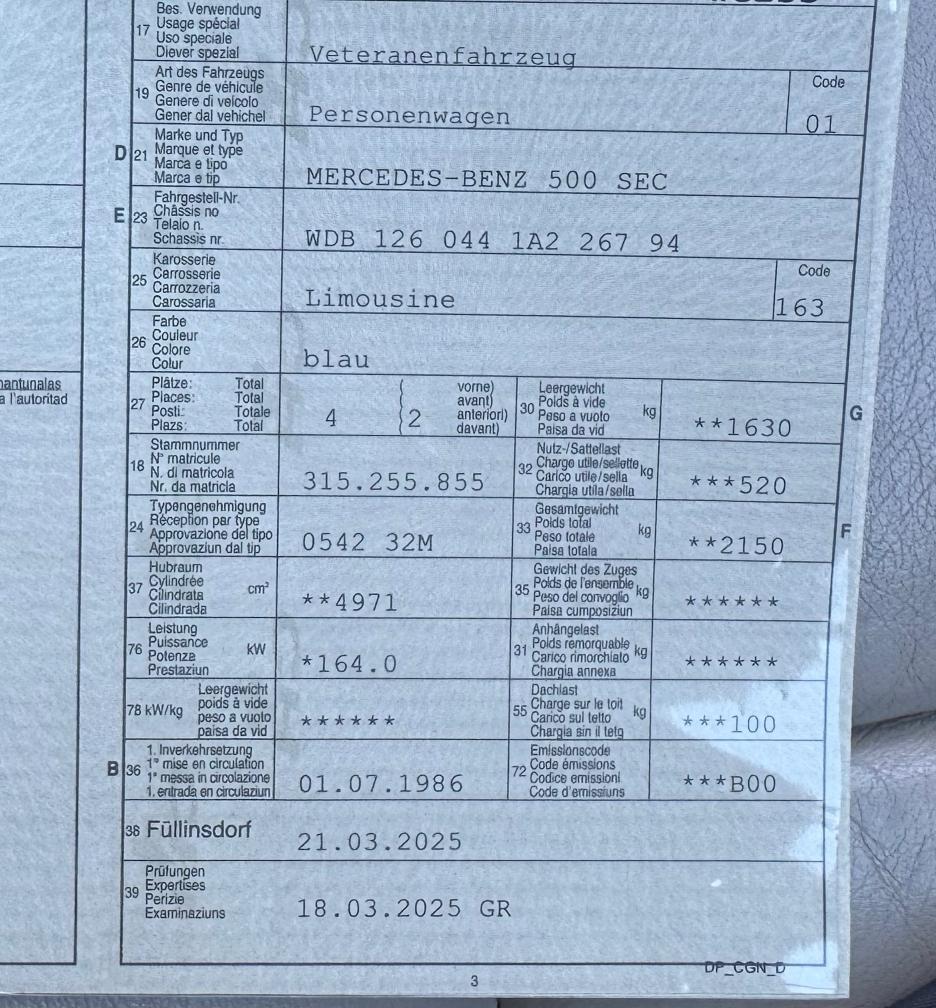 17 Bes. Verwendung
Usage spécial
Uso speciale
Diever spezial
Veteranenfahrzeug
19 Art des Fahrzeugs
Genre de véhicule
Genere di veicolo
Gener dal vehichel
Personenwagen
Code
01
D 21 Marke und Typ
Marque et type
Marca e tipo
Marca e tip
MERCEDES-BENZ 500 SEC
E 23 Fahrgestell-Nr.
Châssis no
Telaio n.
Schassis nr.
WDB 126 044 1A2 267 94
25 Karosserie
Carrosserie
Carrozzeria
Carossaria
Limousine
Code
163
26 Farbe
Couleur
Colore
Colur
blau
mantunalas
a l'autoritad
27 Plätze: Total
Places: Total
Posti: Totale
Plazs: Total
4 ( 2
vorne)
avant)
anteriori)
davant)
30 Leergewicht
Poids à vide
Peso a vuoto
Paisa da vid
kg
**1630
G
18 Stammnummer
N° matricule
N. di matricola
Nr. da matricla
315.255.855
32 Nutz-/Sattellast
Charge utile/sellette
Carico utile/sella
Chargia utila/sella
kg
***520
24 Typengenehmigung
Réception par type
Approvazione del tipo
Approvaziun dal tip
0542 32M
33 Gesamtgewicht
Poids total
Peso totale
Paisa totala
kg
**2150
F
37 Hubraum
Cylindrée
Cilindrata
Cilindrada
cm³
**4971
35 Gewicht des Zuges
Poids de l'ensemble
Peso del convoglio
Paisa cumposiziun
kg
******
76 Leistung
Puissance
Potenza
Prestaziun
kW
*164.0
31 Anhängelast
Poids remorquable
Carico rimorchiato
Chargia annexa
kg
******
78 kW/kg
Leergewicht
poids à vide
peso a vuoto
paisa da vid
******
55 Dachlast
Charge sur le toit
Carico sul tetto
Chargia sin il tetg
kg
***100
B 36 1. Inverkehrsetzung
1re mise en circulation
1a messa in circolazione
1. entrada en circulaziun
01.07.1986
72 Emissionscode
Code émissions
Codice emissioni
Code d'emissiuns
***B00
38 Füllinsdorf
21.03.2025
39 Prüfungen
Expertises
Perizie
Examinaziuns
18.03.2025 GR
DP_CGN_D
3